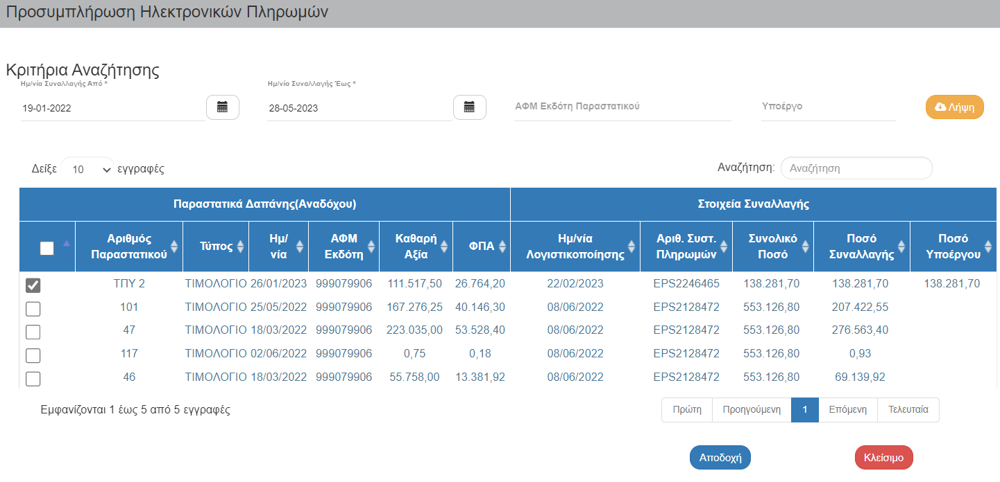 Προσυμπλήρωση Ηλεκτρονικών Πληρωμών
Κριτήρια Αναζήτησης
Ημ/νία Συναλλαγής Από * Ημ/νία Συναλλαγής Έως *
19-01-2022 28-05-2023 ΑΦΜ Εκδότη Παραστατικού Υποέργο Λήψη
Δείξε 10 εγγραφές Αναζήτηση: Αναζήτηση
Παραστατικά Δαπάνης(Αναδόχου) Στοιχεία Συναλλαγής
Αριθμός Παραστατικού Τύπος Ημ/νία ΑΦΜ Εκδότη Καθαρή Αξία ΦΠΑ Ημ/νία Λογιστικοποίησης Αριθ. Συστ. Πληρωμών Συνολικό Ποσό Ποσό Συναλλαγής Ποσό Υποέργου
ΤΠΥ 2 ΤΙΜΟΛΟΓΙΟ 26/01/2023 999079906 111.517,50 26.764,20 22/02/2023 EPS2246465 138.281,70 138.281,70 138.281,70
101 ΤΙΜΟΛΟΓΙΟ 25/05/2022 999079906 167.276,25 40.146,30 08/06/2022 EPS2128472 553.126,80 207.422,55
47 ΤΙΜΟΛΟΓΙΟ 18/03/2022 999079906 223.035,00 53.528,40 08/06/2022 EPS2128472 553.126,80 276.563,40
117 ΤΙΜΟΛΟΓΙΟ 02/06/2022 999079906 0,75 0,18 08/06/2022 EPS2128472 553.126,80 0,93
46 ΤΙΜΟΛΟΓΙΟ 18/03/2022 999079906 55.758,00 13.381,92 08/06/2022 EPS2128472 553.126,80 69.139,92
Εμφανίζονται 1 έως 5 από 5 εγγραφές Πρώτη Προηγούμενη 1 Επόμενη Τελευταία
Αποδοχή Κλείσιμο